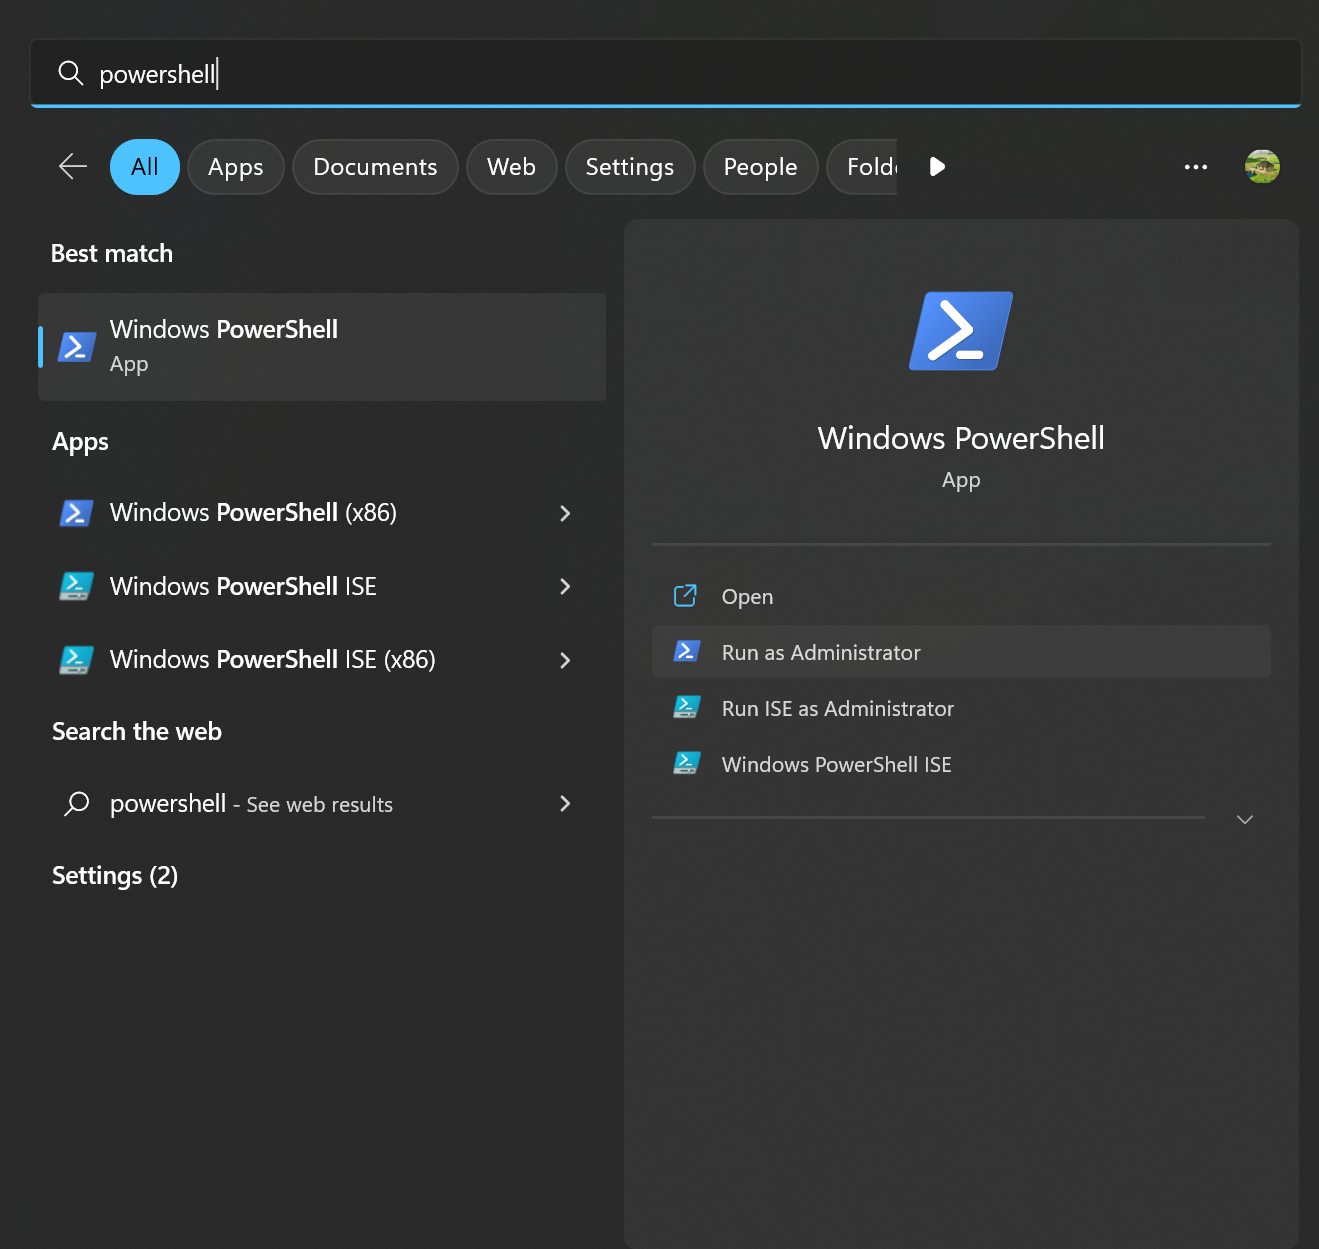 powershell
All Apps Documents Web Settings People Fold
Best match
Windows PowerShell
App
Apps
Windows PowerShell (x86)
Windows PowerShell ISE
Windows PowerShell ISE (x86)
Search the web
powershell - See web results
Settings (2)
Windows PowerShell
App
Open
Run as Administrator
Run ISE as Administrator
Windows PowerShell ISE